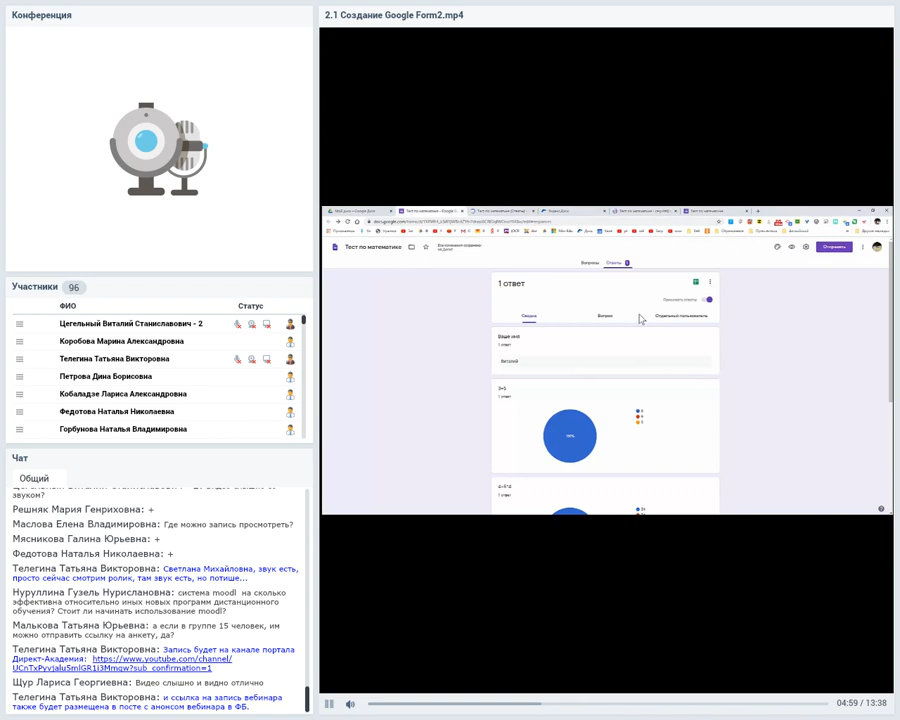 Конференция
2.1 Создание Google Form2.mp4
Тест по математике
Отправить
Вопросы
Ответы 1
1 ответ
Принимать ответы
Сводка
Вопрос
Отдельный пользователь
Ваше имя
1 ответ
Виталий
1 ответ
100%
1 ответ
Участники 96
ФИО
Статус
Цегельный Виталий Станиславович - 2
Коробова Марина Александровна
Телегина Татьяна Викторовна
Петрова Дина Борисовна
Кобаладзе Лариса Александровна
Федотова Наталья Николаевна
Горбунова Наталья Владимировна
Чат
Общий
звуком?
Решняк Мария Генриховна: +
Маслова Елена Владимировна: Где можно запись просмотреть?
Мясникова Галина Юрьевна: +
Федотова Наталья Николаевна: +
Телегина Татьяна Викторовна: Светлана Михайловна, звук есть,
просто сейчас смотрим ролик, там звук есть, но потише...
Нуруллина Гузель Нурислановна: система moodl на сколько
эффективна относительно иных новых программ дистанционного
обучения? Стоит ли начинать использование moodl?
Малькова Татьяна Юрьевна: а если в группе 15 человек, им
можно отправить ссылку на анкету, да?
Телегина Татьяна Викторовна: Запись будет на канале портала
Директ-Академия: https://www.youtube.com/channel/
UCnTxPyvjalu5mlGR1i3Mmqw?sub_confirmation=1
Щур Лариса Георгиевна: Видео слышно и видно отлично
Телегина Татьяна Викторовна: и ссылка на запись вебинара
также будет размещена в посте с анонсом вебинара в ФБ.
04:59 / 13:38